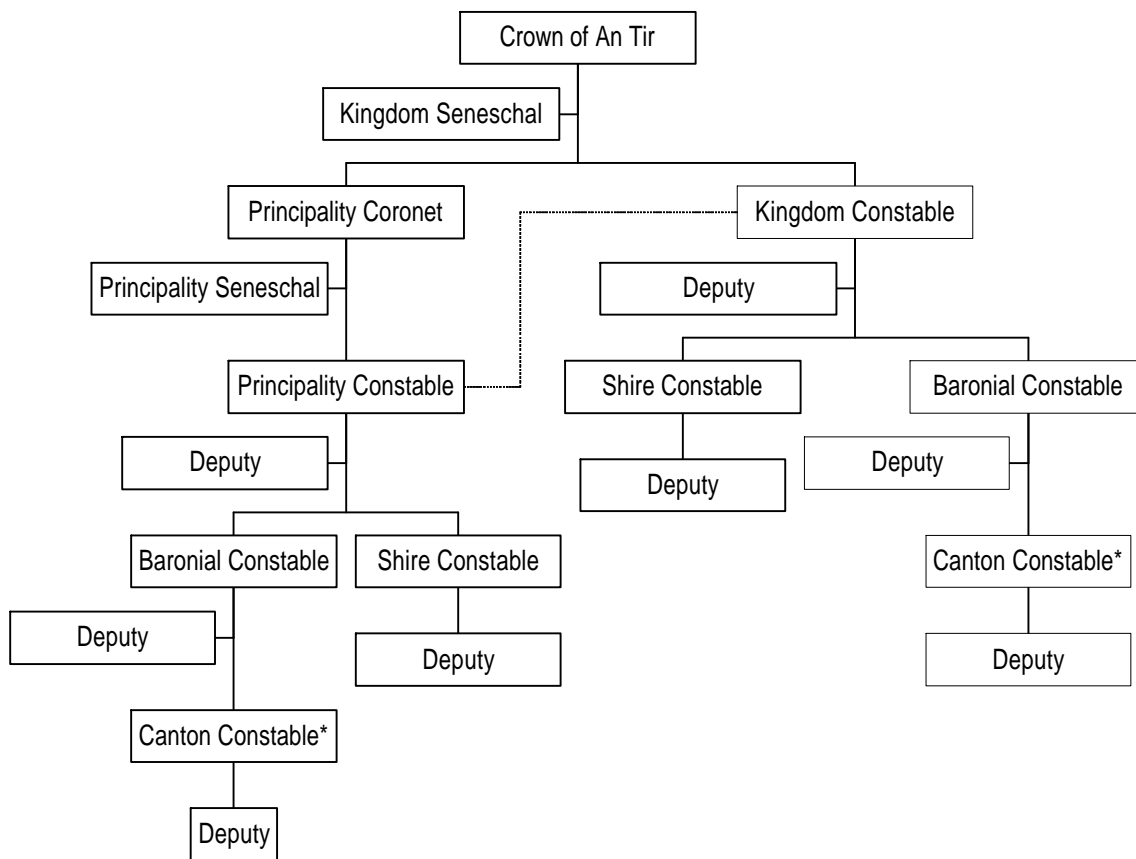 Crown of An Tir
Kingdom Seneschal
Principality Coronet
Kingdom Constable
Principality Seneschal
Deputy
Principality Constable
Shire Constable
Baronial Constable
Deputy
Deputy
Deputy
Baronial Constable
Shire Constable
Canton Constable*
Deputy
Deputy
Deputy
Canton Constable*
Deputy